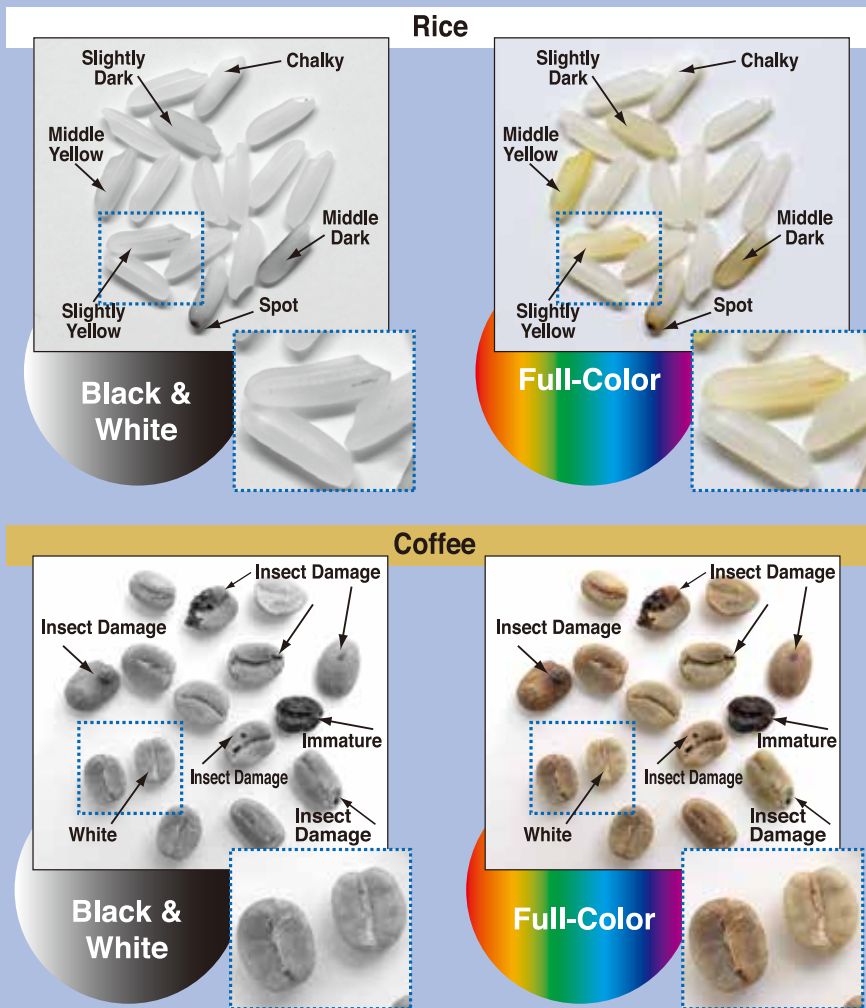 Rice
Slightly
Dark
Chalky
Middle
Yellow
Middle
Dark
Slightly
Yellow
Spot
Black &
White
Slightly
Dark
Chalky
Middle
Yellow
Middle
Dark
Slightly
Yellow
Spot
Full-Color
Coffee
Insect Damage
Insect Damage
Immature
Insect Damage
White
Insect
Damage
Black &
White
Insect Damage
Insect Damage
Immature
Insect Damage
White
Insect
Damage
Full-Color